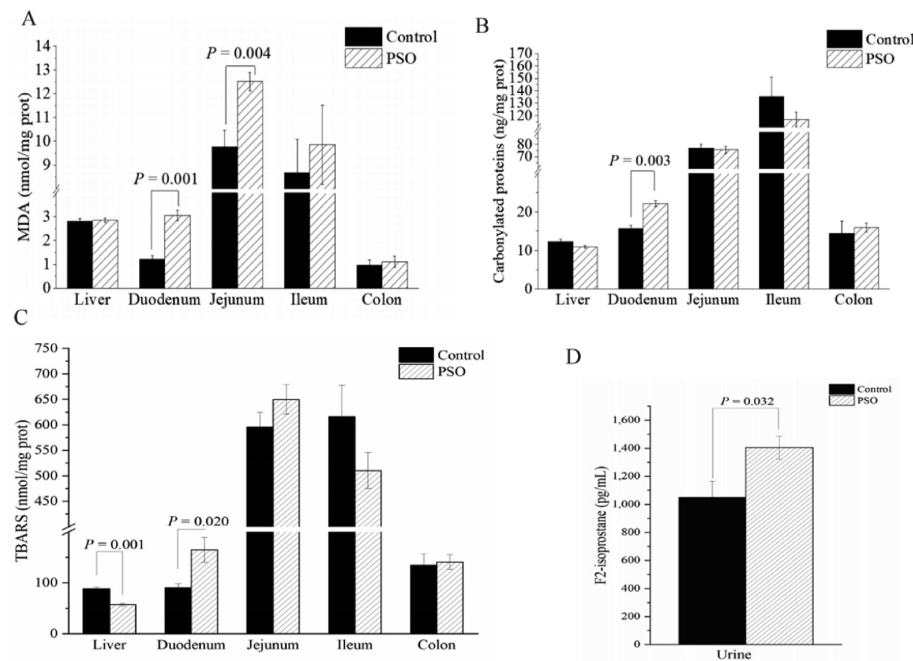 A
Control
PSO
MDA (nmol/mg prot)
14
13
12
11
10
9
8
3
2
1
0
P = 0.001
P = 0.004
Liver Duodenum Jejunum Ileum Colon
B
Control
PSO
Carbonylated proteins (ng/mg prot)
170
160
150
140
130
120
110
80
70
20
10
0
P = 0.003
Liver Duodenum Jejunum Ileum Colon
C
Control
PSO
TBARS (nmol/mg prot)
750
700
650
600
550
500
450
100
0
P = 0.001
P = 0.020
Liver Duodenum Jejunum Ileum Colon
D
Control
PSO
F2-isoprostane (pg/mL)
1,600
1,400
1,200
1,000
800
600
400
200
0
P = 0.032
Urine